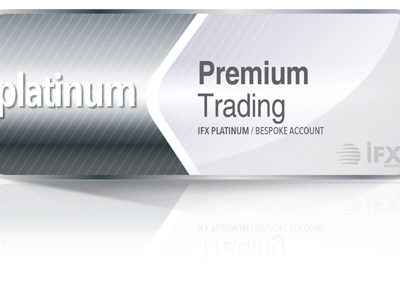 platinum
Premium
Trading
IFX PLATINUM / BESPOKE ACCOUNT
iFX